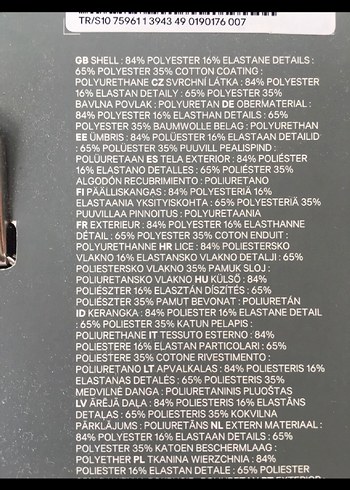 TR/S10 75961 1 3943 49 0190176 007
GB SHELL : 84% POLYESTER 16% ELASTANE DETAILS :
65% POLYESTER 35% COTTON COATING :
POLYURETHANE CZ SVRCHNÍ LÁTKA : 84% POLYESTER
16% ELASTAN DETAILY : 65% POLYESTER 35%
BAVLNA POVLAK : POLYURETAN DE OBERMATERIAL :
84% POLYESTER 16% ELASTHAN DETAILS : 65%
POLYESTER 35% BAUMWOLLE BELAG : POLYURETHAN
EE ÜMBRIS : 84% POLÜESTER 16% ELASTAAN DETAILID
: 65% POLÜESTER 35% PUUVILL PEALISPIND :
POLÜURETAAN ES TELA EXTERIOR : 84% POLIÉSTER
16% ELASTANO DETALLES : 65% POLIÉSTER 35%
ALGODÓN RECUBRIMIENTO : POLIURETANO
FI PÄÄLLISKANGAS : 84% POLYESTERIÄ 16%
ELASTAANIA YKSITYISKOHTA : 65% POLYESTERIÄ 35%
PUUVILLAA PINNOITUS : POLYURETAANIA
FR EXTERIEUR : 84% POLYESTER 16% ELASTHANNE
DÉTAIL : 65% POLYESTER 35% COTON ENDUIT :
POLYURETHANNE HR LICE : 84% POLIESTERSKO
VLAKNO 16% ELASTANSKO VLAKNO DETALJI : 65%
POLIESTERSKO VLAKNO 35% PAMUK SLOJ :
POLIURETANSKO VLAKNO HU KÜLSŐ : 84%
POLIÉSZTER 16% ELASZTÁN DÍSZÍTÉS : 65%
POLIÉSZTER 35% PAMUT BEVONAT : POLIURETÁN
ID KERANGKA : 84% POLIESTER 16% ELASTANE DETAIL
: 65% POLIESTER 35% KATUN PELAPIS :
POLIURETHANE IT TESSUTO ESTERNO : 84%
POLIESTERE 16% ELASTAN PARTICOLARI : 65%
POLIESTERE 35% COTONE RIVESTIMENTO :
POLIURETANO LT APVALKALAS : 84% POLIESTERIS 16%
ELASTANAS DETALĖS : 65% POLIESTERIS 35%
MEDVILNĖ DANGA : POLIURETANINIS PLUOŠTAS
LV ĀRĒJĀ DAĻA : 84% POLIESTERIS 16% ELASTĀNS
DETAĻAS : 65% POLIESTERIS 35% KOKVILNA
PĀRKLĀJUMS : POLIURETĀNS NL EXTERN MATERIAAL :
84% POLYESTER 16% ELASTAAN DETAILS : 65%
POLYESTER 35% KATOEN BESCHERMLAAG :
POLYETHER PL TKANINA WIERZCHNIA : 84%
POLIESTER 16% ELASTAN DETALE : 65% POLIESTER